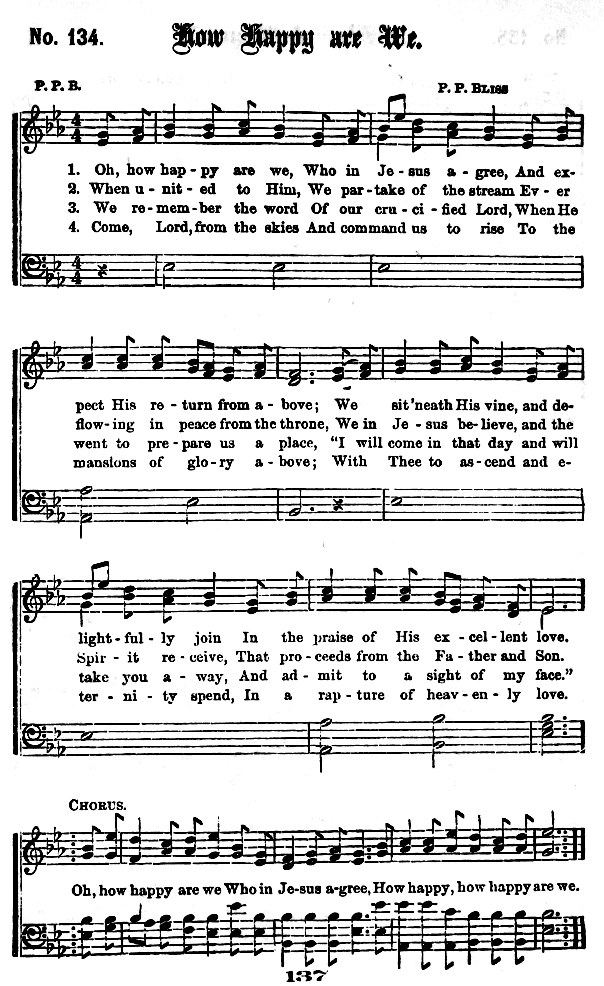 No. 134. How Happy are We.
P. P. B. P. P. BLISS
1. Oh, how hap-py are we, Who in Je-sus a-gree, And ex-
2. When u-nit-ed to Him, We par-take of the stream Ev-er
3. We re-mem-ber the word Of our cru-ci-fied Lord, When He
4. Come, Lord, from the skies And command us to rise To the
pect His re-turn from a-bove; We sit 'neath His vine, and de-
flow-ing in peace from the throne, We in Je-sus be-lieve, and the
went to pre-pare us a place, "I will come in that day and will
mansions of glo-ry a-bove; With Thee to as-cend and e-
light-ful-ly join In the praise of His ex-cel-lent love.
Spir-it re-ceive, That pro-ceeds from the Fa-ther and Son.
take you a-way, And ad-mit to a sight of my face."
ter-ni-ty spend, In a rap-ture of heav-en-ly love.
CHORUS.
Oh, how happy are we Who in Je-sus a-gree, How happy, how happy are we.
137